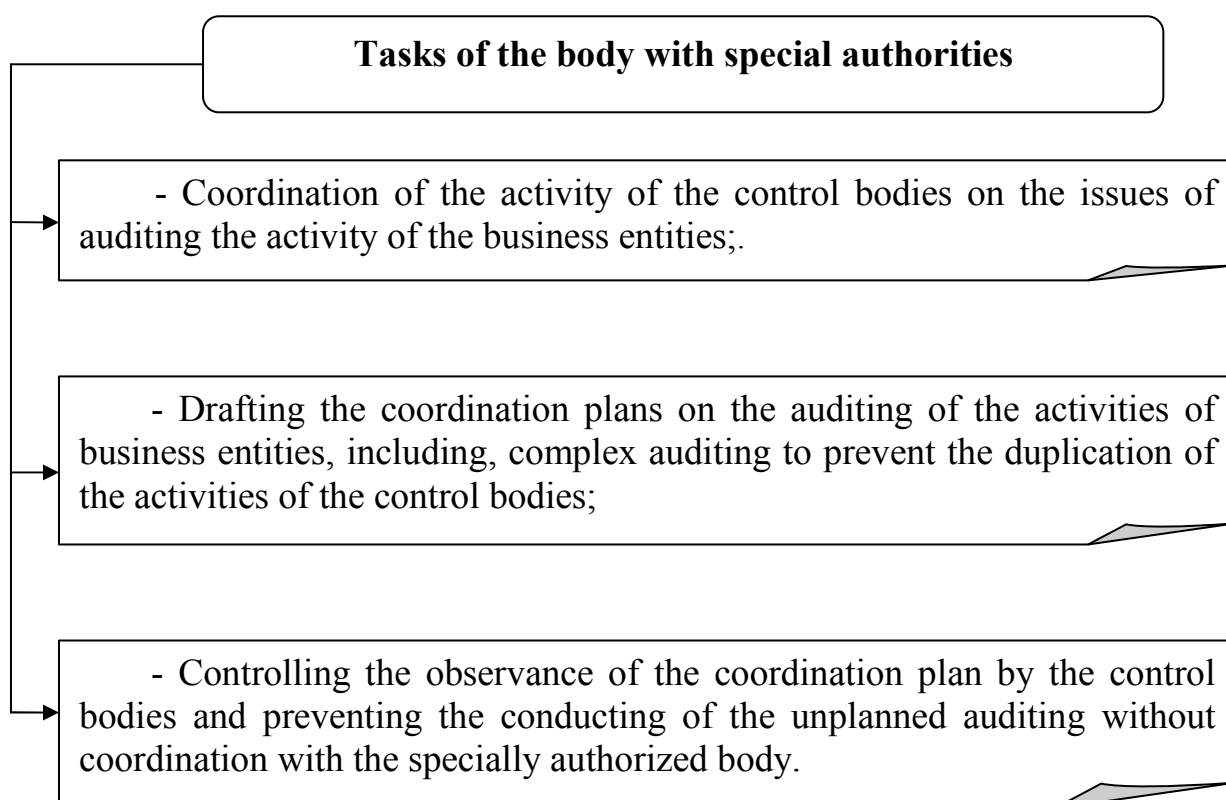 Tasks of the body with special authorities
- Coordination of the activity of the control bodies on the issues of
auditing the activity of the business entities;.
- Drafting the coordination plans on the auditing of the activities of
business entities, including, complex auditing to prevent the duplication of
the activities of the control bodies;
- Controlling the observance of the coordination plan by the control
bodies and preventing the conducting of the unplanned auditing without
coordination with the specially authorized body.